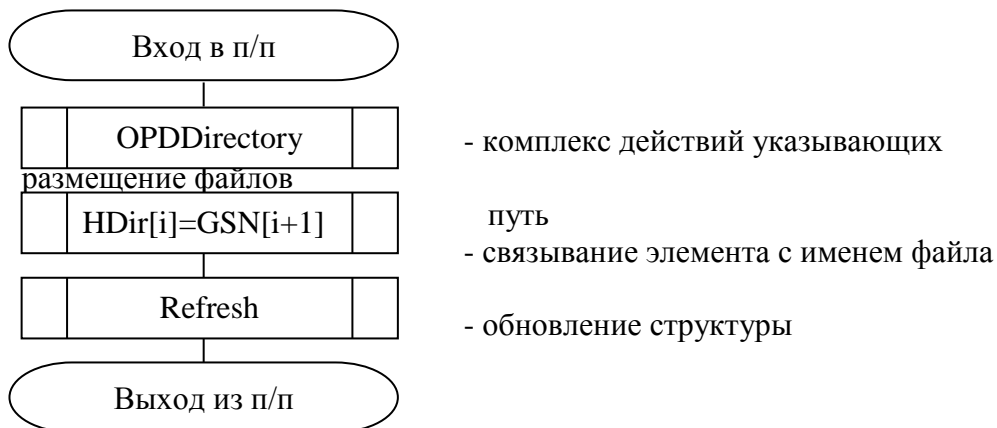 Вход в п/п
OPDDirectory
- комплекс действий указывающих
размещение файлов
путь
HDir[i]=GSN[i+1]
- связывание элемента с именем файла
Refresh
- обновление структуры
Выход из п/п